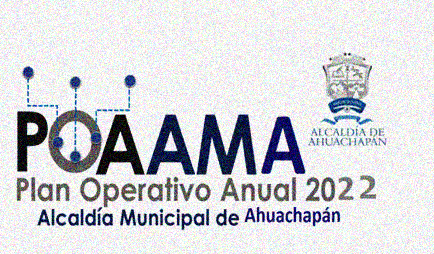 ALCALDÍA DE
AHUACHAPÁN
POAAMA
Plan Operativo Anual 2022
Alcaldía Municipal de Ahuachapán